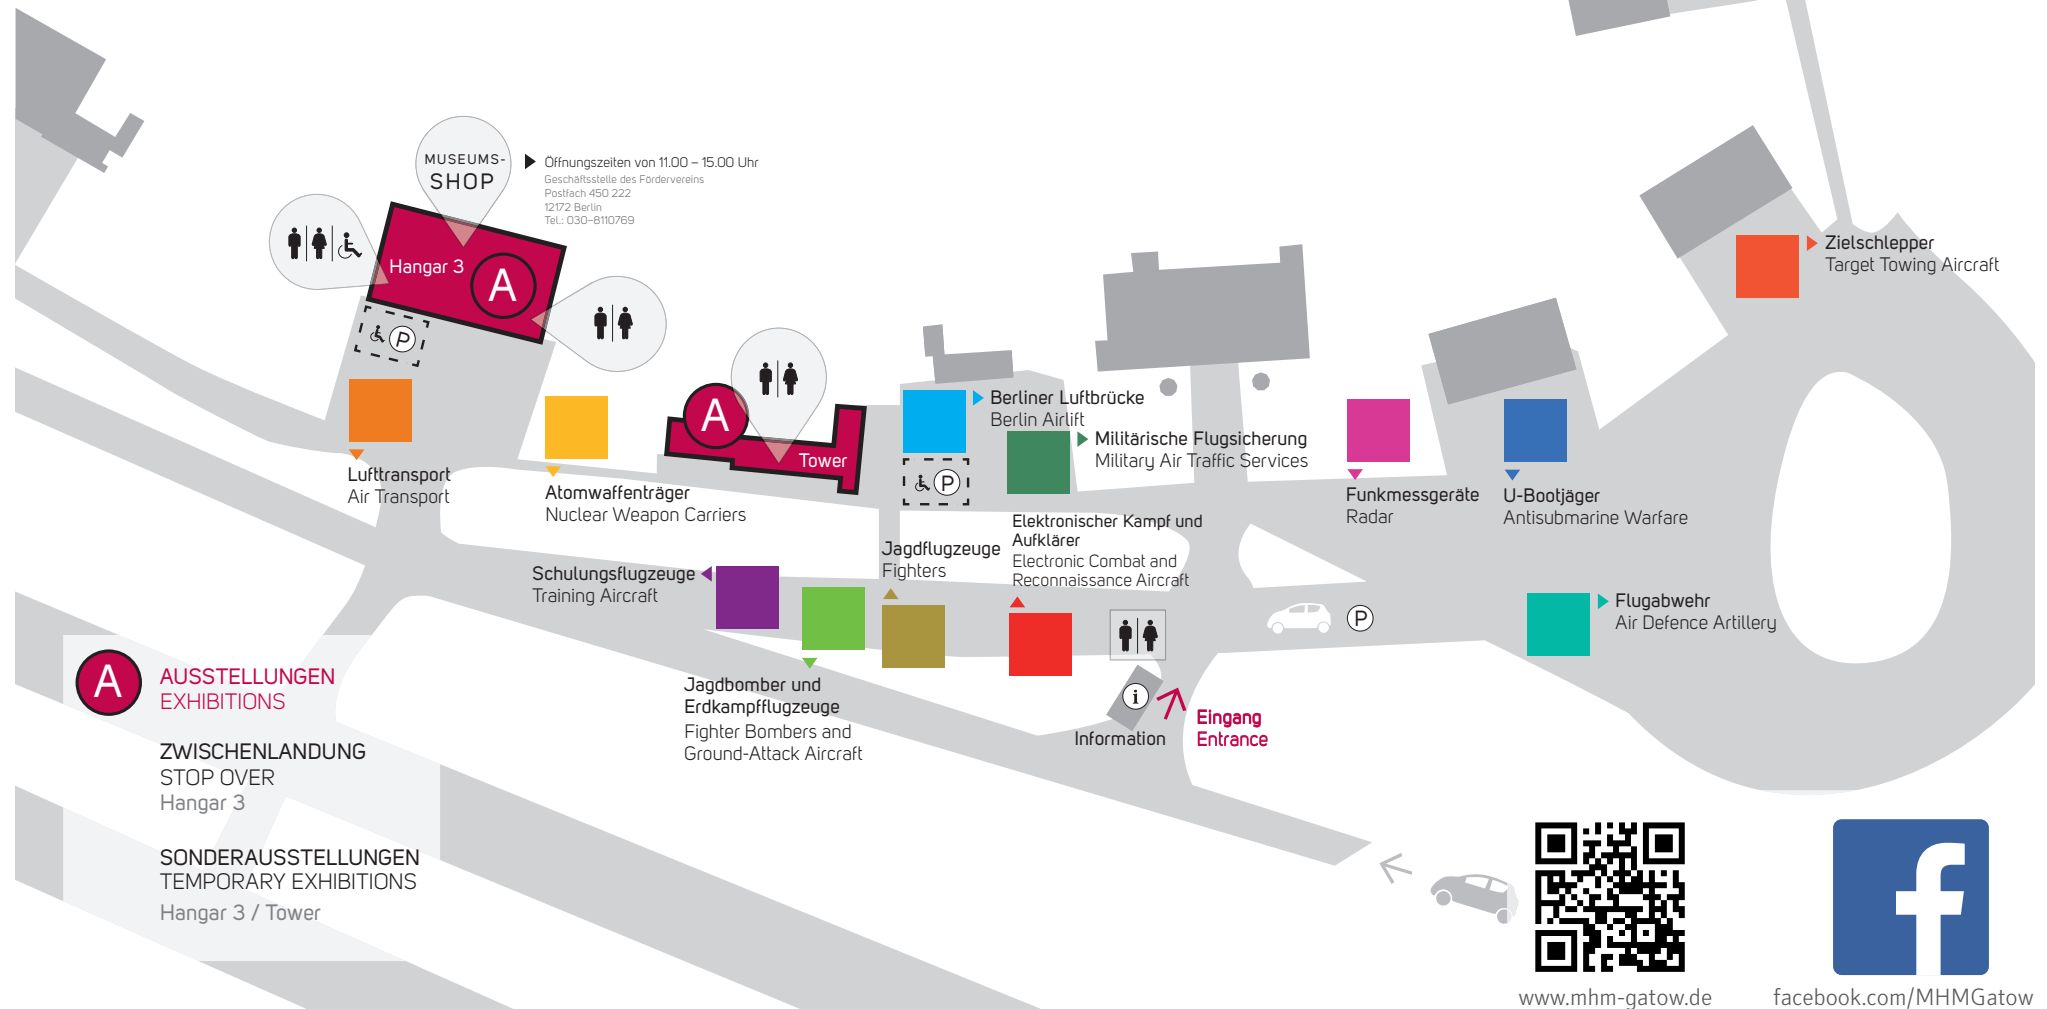 MUSEUMS-
SHOP
Öffnungszeiten von 11.00 – 15.00 Uhr
Geschäftsstelle des Fördervereins
Postfach 450 222
12172 Berlin
Tel.: 030–8110769
Hangar 3
A
P
Zielschlepper
Target Towing Aircraft
A
Tower
Berliner Luftbrücke
Berlin Airlift
P
Militärische Flugsicherung
Military Air Traffic Services
Lufttransport
Air Transport
Atomwaffenträger
Nuclear Weapon Carriers
Funkmessgeräte
Radar
U-Bootjäger
Antisubmarine Warfare
Elektronischer Kampf und
Aufklärer
Electronic Combat and
Reconnaissance Aircraft
Jagdflugzeuge
Fighters
Schulungsflugzeuge
Training Aircraft
P
Flugabwehr
Air Defence Artillery
Jagdbomber und
Erdkampfflugzeuge
Fighter Bombers and
Ground-Attack Aircraft
i
Information
Eingang
Entrance
A
AUSSTELLUNGEN
EXHIBITIONS
ZWISCHENLANDUNG
STOP OVER
Hangar 3
SONDERAUSSTELLUNGEN
TEMPORARY EXHIBITIONS
Hangar 3 / Tower
f
www.mhm-gatow.de
facebook.com/MHMGatow